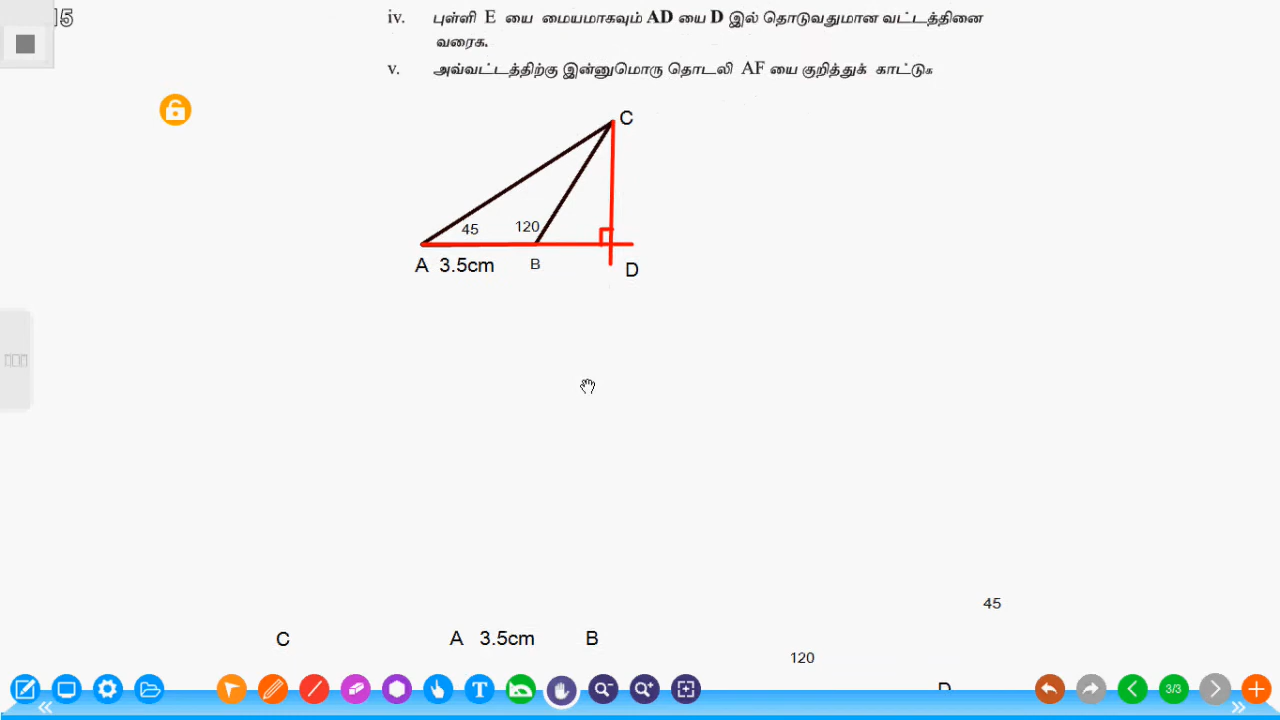 15
iv. புள்ளி E யை மையமாகவும் AD யை D இல் தொடுவதுமான வட்டத்தினை
வரைக.
v. அவ்வட்டத்திற்கு இன்னுமொரு தொடலி AF யை குறித்துக் காட்டுக
C
45 120
A 3.5cm B D
45
C A 3.5cm B
120
D
T 3/3